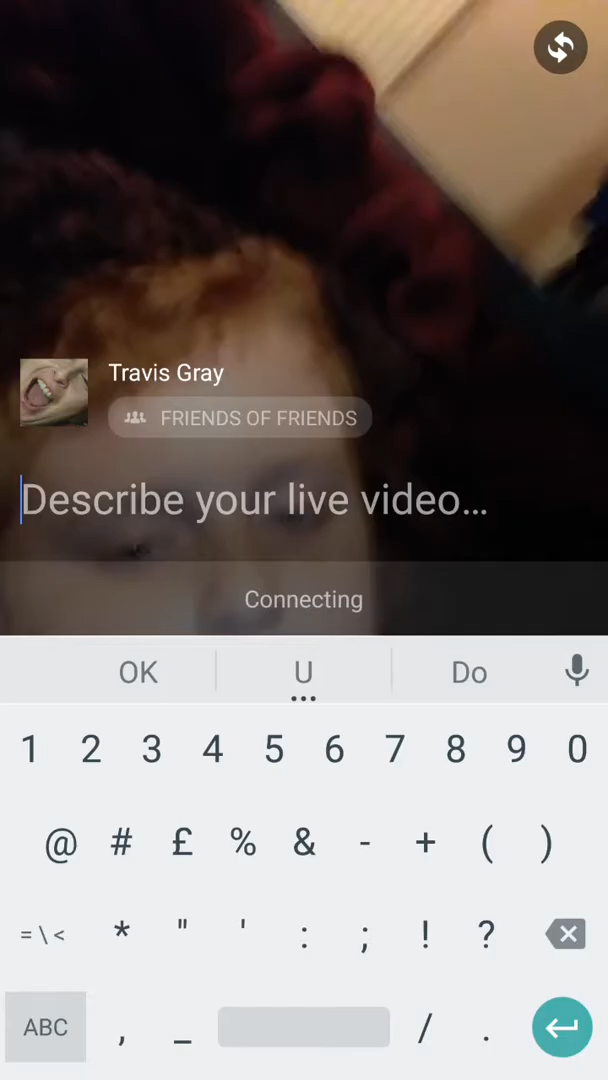 Travis Gray
FRIENDS OF FRIENDS
Describe your live video...
Connecting
OK U Do
1 2 3 4 5 6 7 8 9 0
@ # £ % & - + ( )
= \ < * " ' : ; ! ?
ABC , _ / .